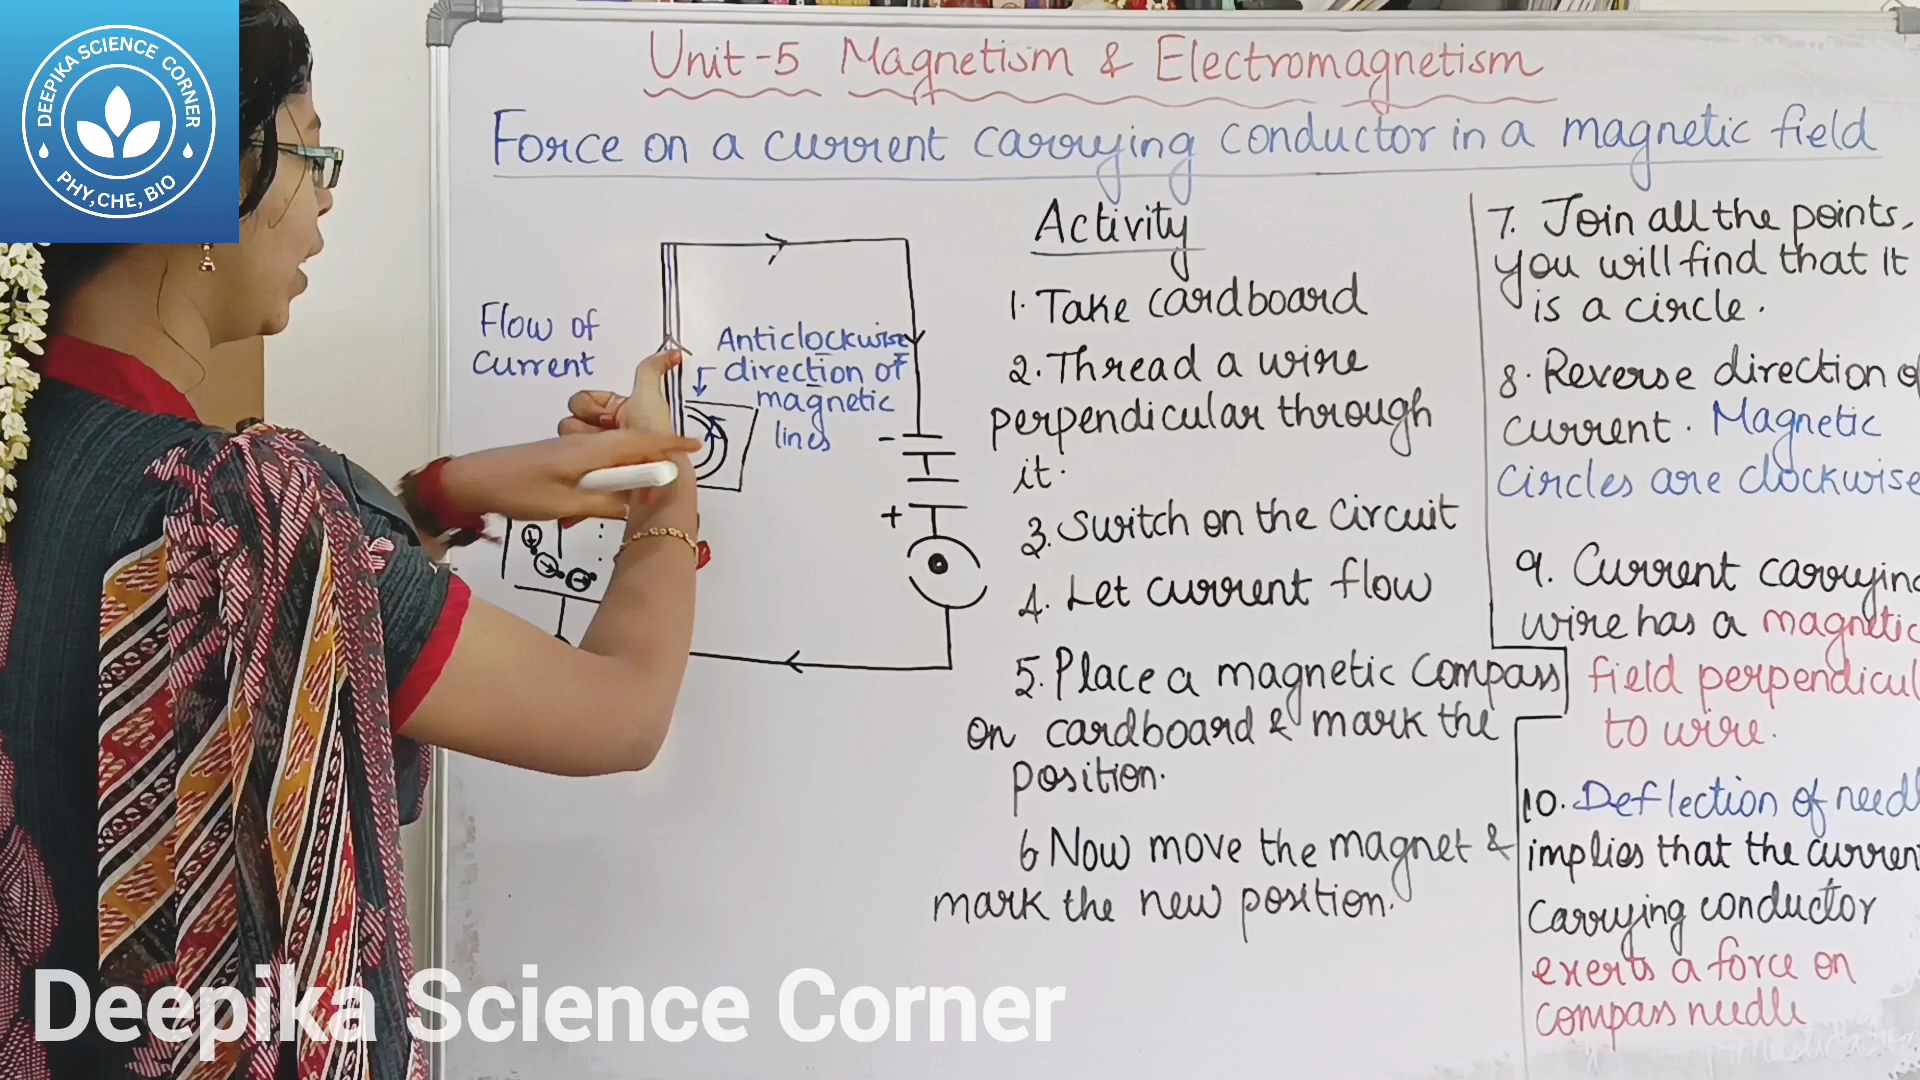 DEEPIKA SCIENCE CORNER
PHY,CHE, BIO
Unit-5 Magnetism & Electromagnetism
Force on a current carrying conductor in a magnetic field
Flow of
Current
Anticlockwise
direction of
magnetic
lines
-
+
Activity
1. Take cardboard
2. Thread a wire
perpendicular through
it.
3. Switch on the circuit
4. Let current flow
5. Place a magnetic compass
on cardboard & mark the
position.
6 Now move the magnet &
mark the new position.
7. Join all the points,
you will find that it
is a circle.
8. Reverse direction of
current. Magnetic
circles are clockwise
9. Current carrying
wire has a magnetic
field perpendicul
to wire.
10. Deflection of needl
implies that the curren
carrying conductor
exerts a force on
compass needle
Deepika Science Corner